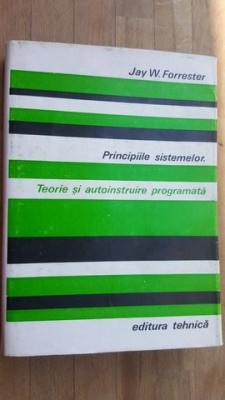 Jay W. Forrester
Principiile sistemelor.
Teorie și autoinstruire programată
editura tehnică